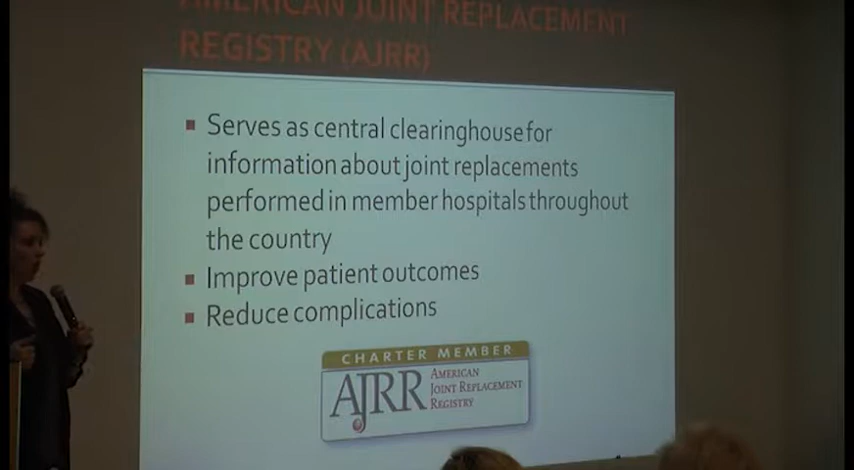 AMERICAN JOINT REPLACEMENT
REGISTRY (AJRR)
Serves as central clearinghouse for
information about joint replacements
performed in member hospitals throughout
the country
Improve patient outcomes
Reduce complications
CHARTER MEMBER
AJRR
AMERICAN
JOINT REPLACEMENT
REGISTRY